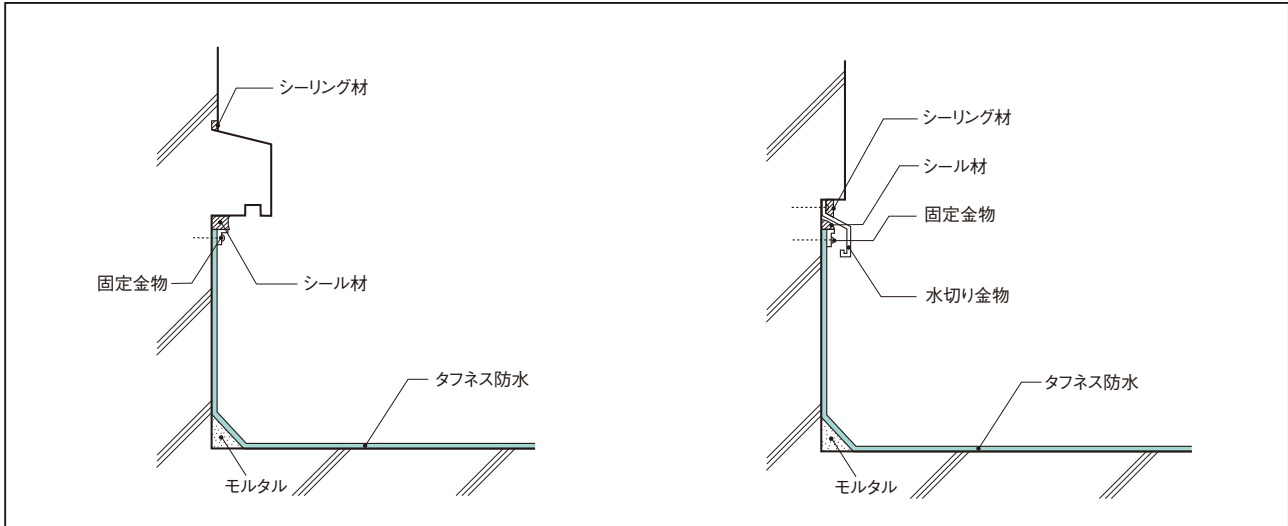 シーリング材
固定金物
シール材
タフネス防水
モルタル
シーリング材
シール材
固定金物
水切り金物
タフネス防水
モルタル